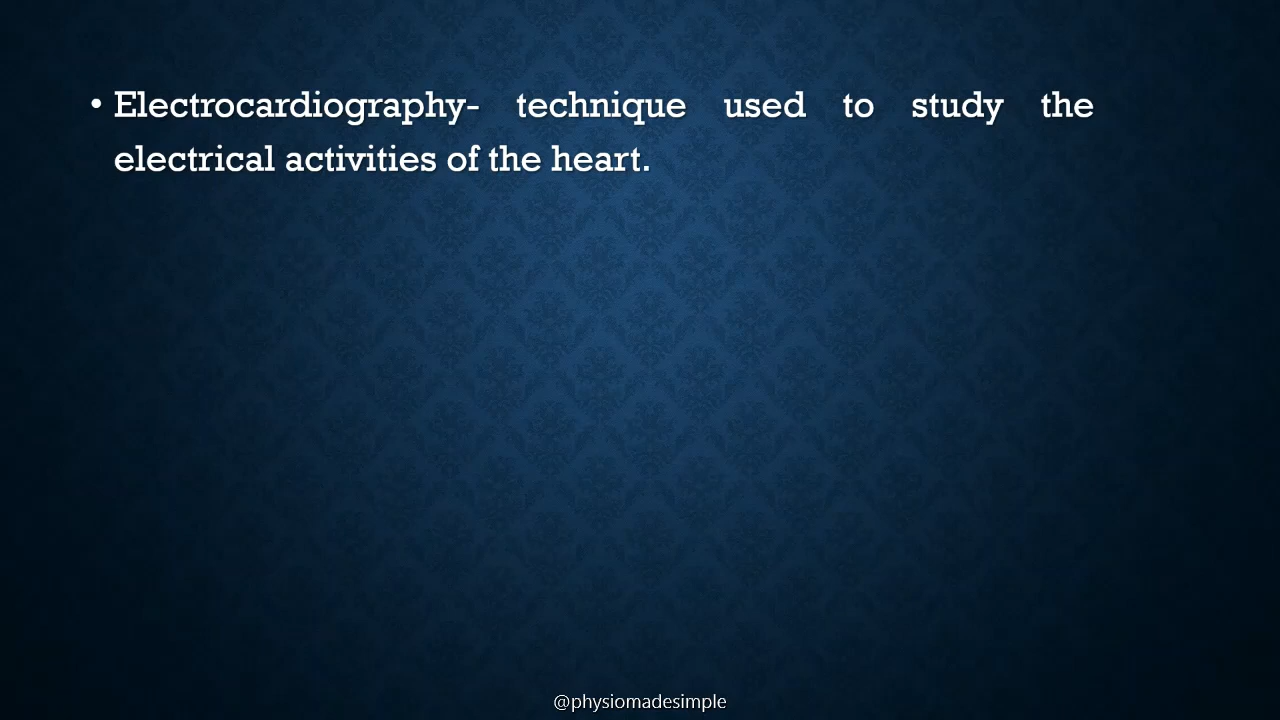 • Electrocardiography- technique used to study the
electrical activities of the heart.
@physiomadesimple